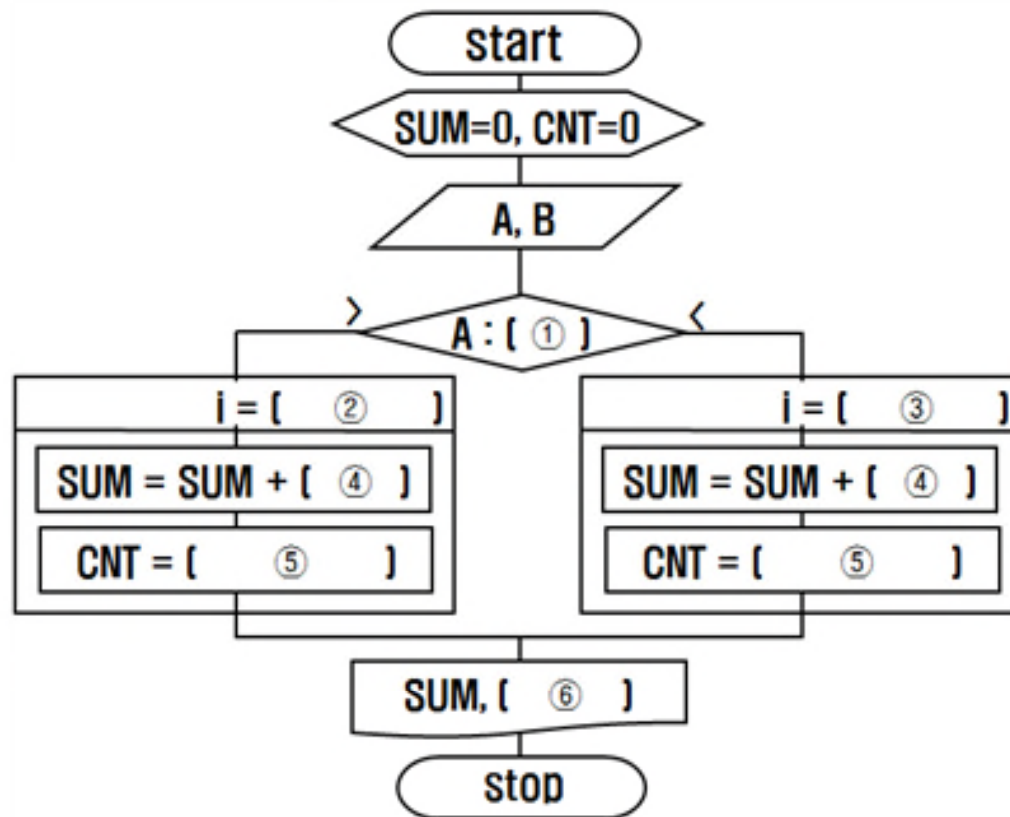 start
SUM=0, CNT=0
A, B
> <
A : ( ① )
i = ( ② )
i = ( ③ )
SUM = SUM + ( ④ )
SUM = SUM + ( ④ )
CNT = ( ⑤ )
CNT = ( ⑤ )
SUM, ( ⑥ )
stop